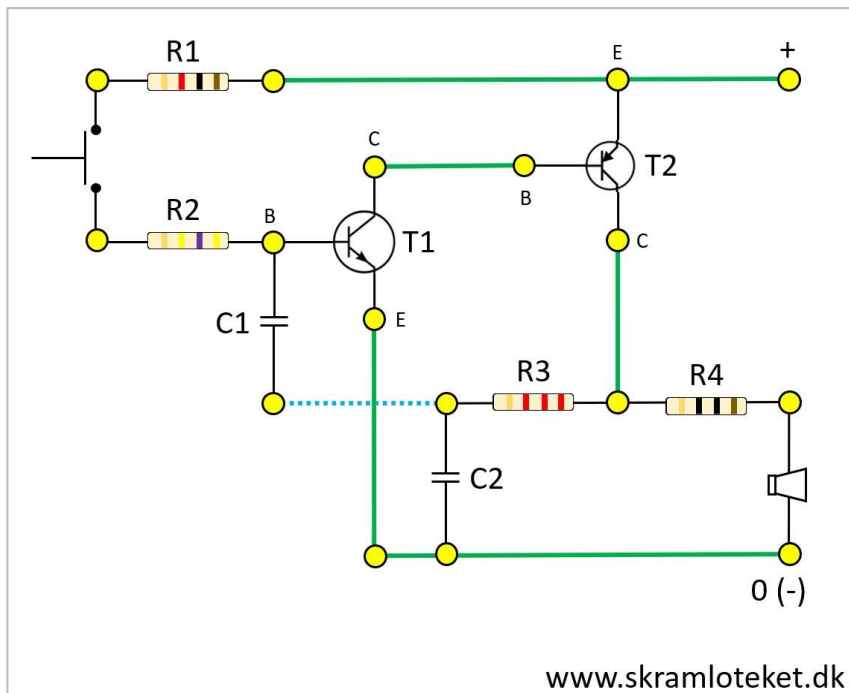 R1
E
+
C
T2
B
R2
B
T1
C
C1
E
R3
R4
C2
0 (-)
www.skramloteket.dk